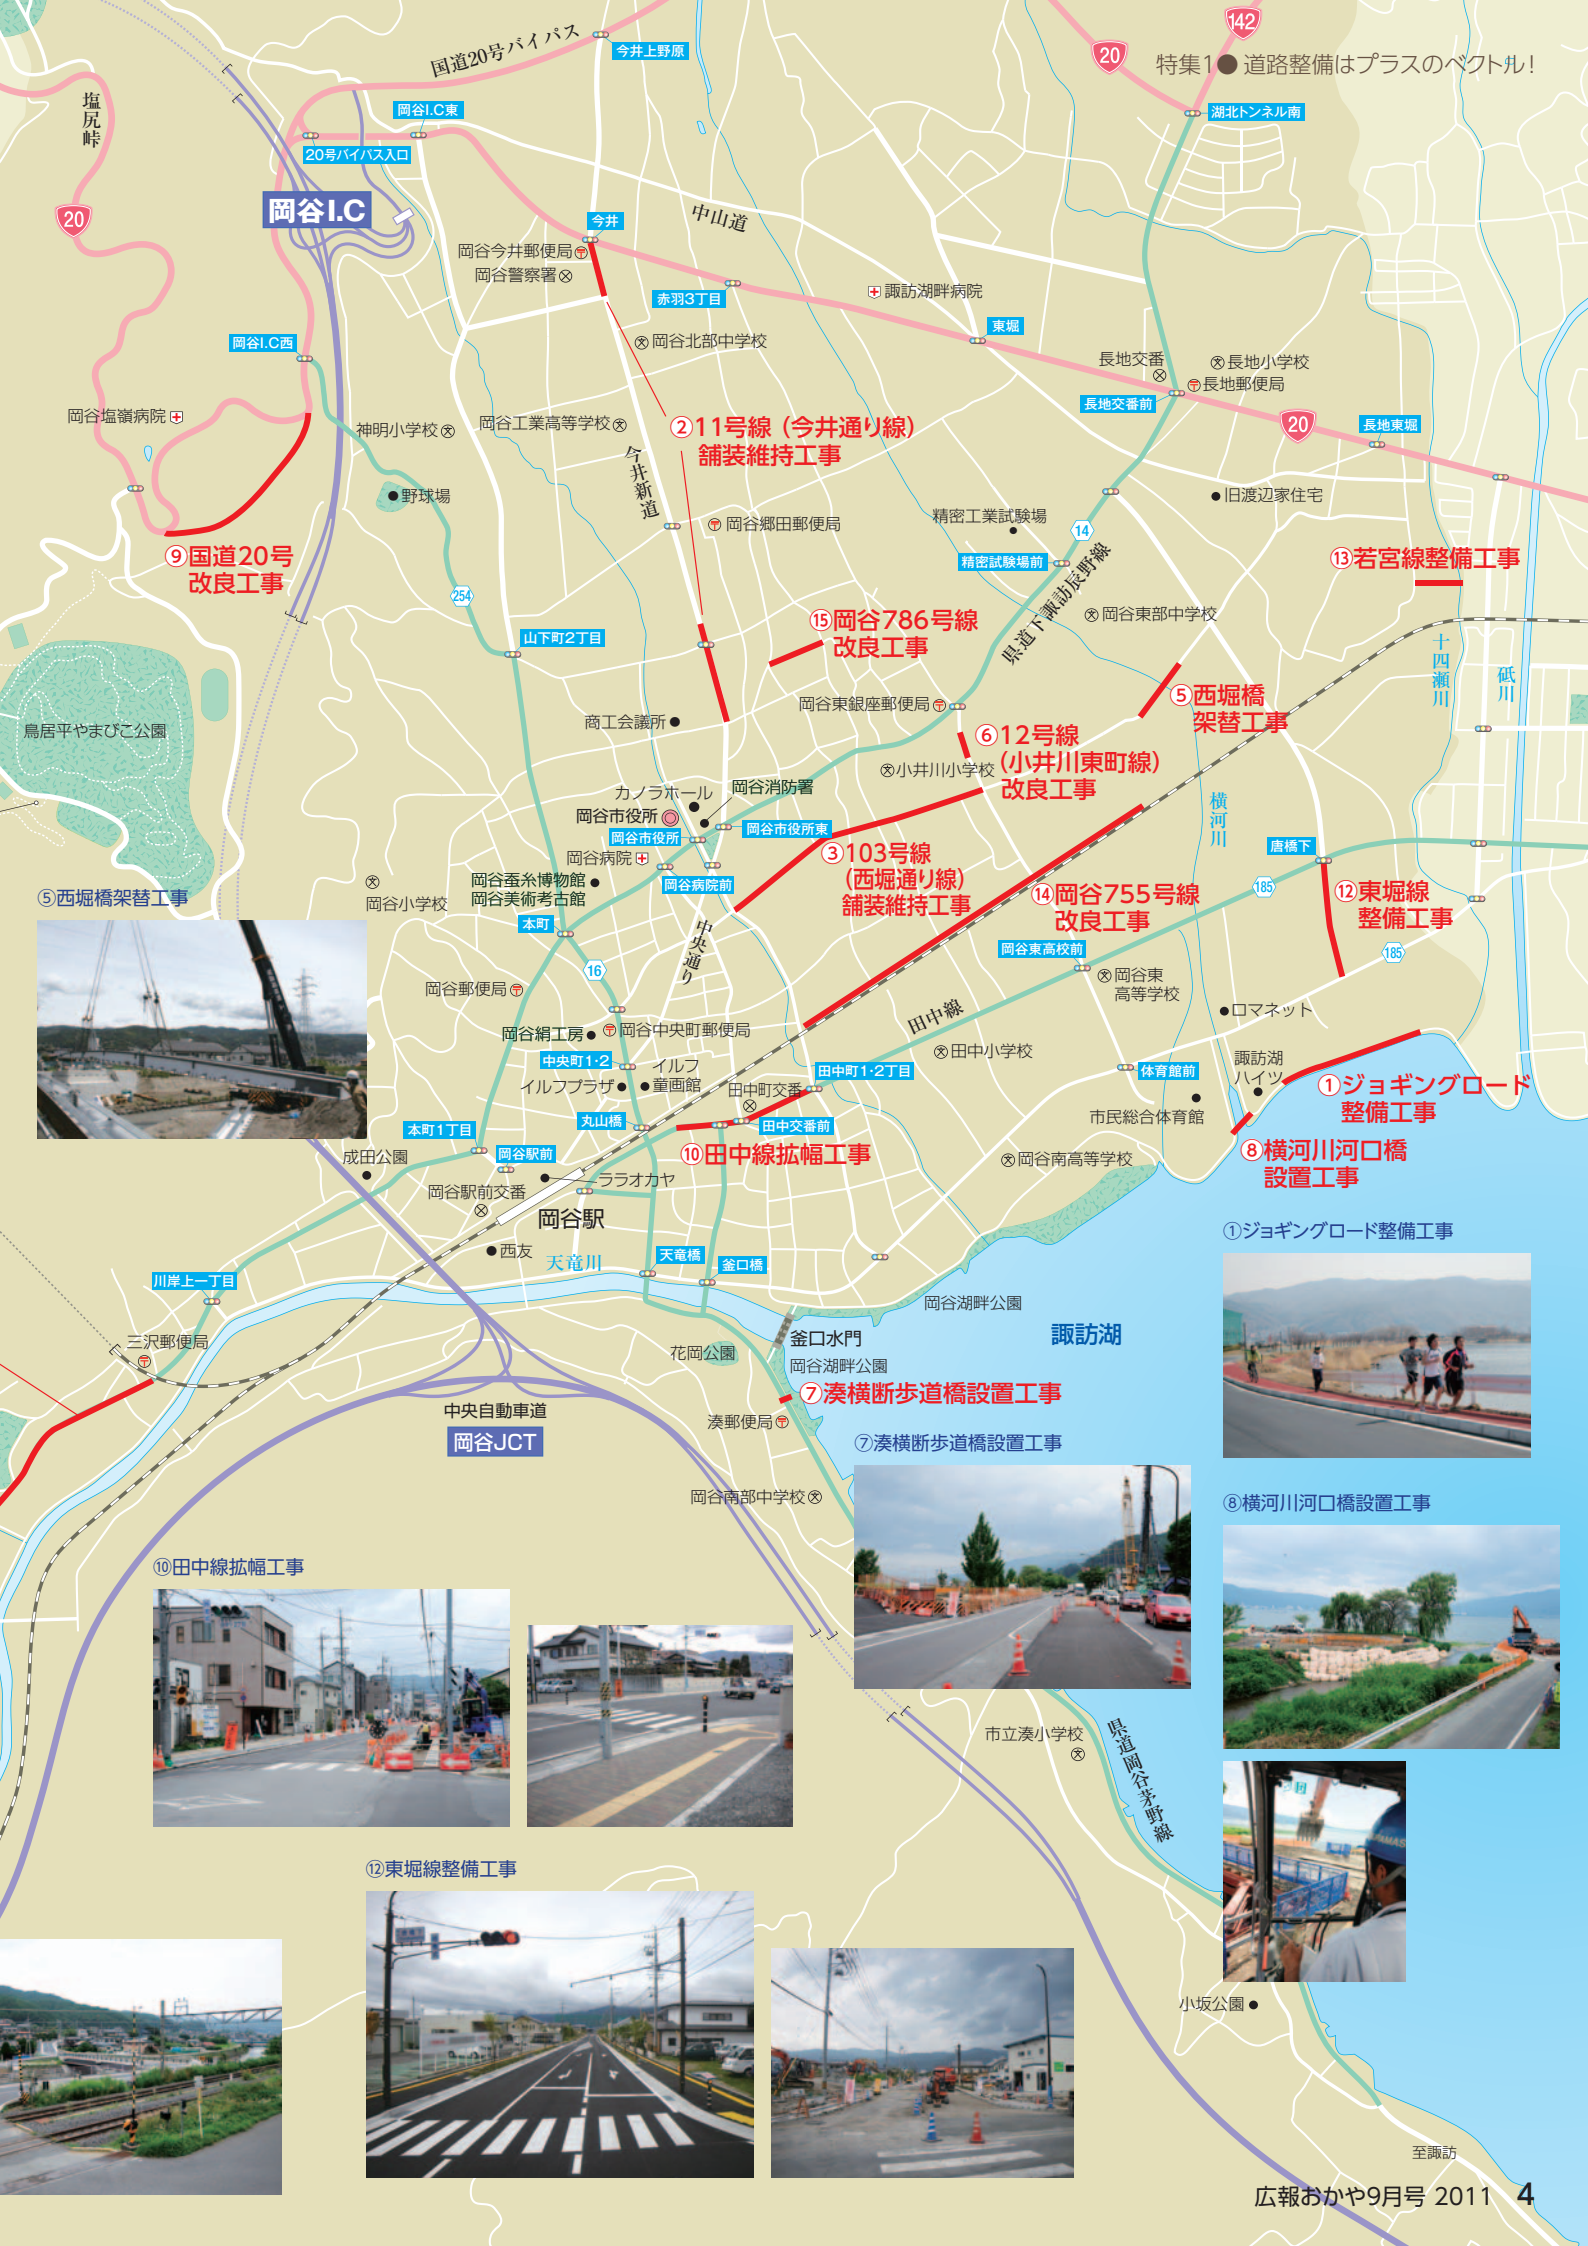 特集1●道路整備はプラスのベクトル!
142
20
国道20号バイパス
今井上野原
塩尻峠
岡谷I.C東
湖北トンネル南
20号バイパス入口
岡谷I.C
20
中山道
今井
岡谷今井郵便局
岡谷警察署
赤羽3丁目
諏訪湖畔病院
東堀
岡谷I.C西
岡谷北部中学校
長地交番
長地小学校
長地郵便局
長地交番前
岡谷塩嶺病院
神明小学校
岡谷工業高等学校
②11号線(今井通り線)
舗装維持工事
20
長地東堀
今井新道
野球場
旧渡辺家住宅
岡谷郷田郵便局
精密工業試験場
14
⑨国道20号
改良工事
精密試験場前
県道下諏訪辰野線
⑬若宮線整備工事
254
⑮岡谷786号線
改良工事
岡谷東部中学校
山下町2丁目
十四瀬川
砥川
鳥居平やまびこ公園
商工会議所
岡谷東銀座郵便局
⑤西堀橋
架替工事
⑥12号線
(小井川東町線)
改良工事
小井川小学校
カノラホール
岡谷消防署
岡谷市役所
岡谷市役所
岡谷市役所東
横河川
唐橋下
岡谷病院
③103号線
(西堀通り線)
舗装維持工事
岡谷蚕糸博物館
岡谷美術考古館
岡谷病院前
岡谷小学校
⑭岡谷755号線
改良工事
185
⑫東堀線
整備工事
⑤西堀橋架替工事
本町
中央通り
岡谷東高校前
185
16
岡谷東
高等学校
岡谷郵便局
田中線
ロマネット
岡谷絹工房
岡谷中央町郵便局
田中小学校
中央町1・2
イルフ
童画館
イルフプラザ
田中町1・2丁目
体育館前
諏訪湖
ハイツ
田中町交番
①ジョギングロード
整備工事
市民総合体育館
丸山橋
本町1丁目
田中交番前
⑩田中線拡幅工事
⑧横河川河口橋
設置工事
岡谷駅前
成田公園
岡谷南高等学校
ララオカヤ
岡谷駅前交番
岡谷駅
①ジョギングロード整備工事
西友
天竜川
天竜橋
釜口橋
川岸上一丁目
岡谷湖畔公園
諏訪湖
三沢郵便局
釜口水門
花岡公園
岡谷湖畔公園
⑦湊横断歩道橋設置工事
中央自動車道
岡谷JCT
湊郵便局
⑦湊横断歩道橋設置工事
岡谷南部中学校
⑧横河川河口橋設置工事
⑩田中線拡幅工事
市立湊小学校
県道岡谷茅野線
⑫東堀線整備工事
小坂公園
至諏訪
広報おかや9月号 2011 4